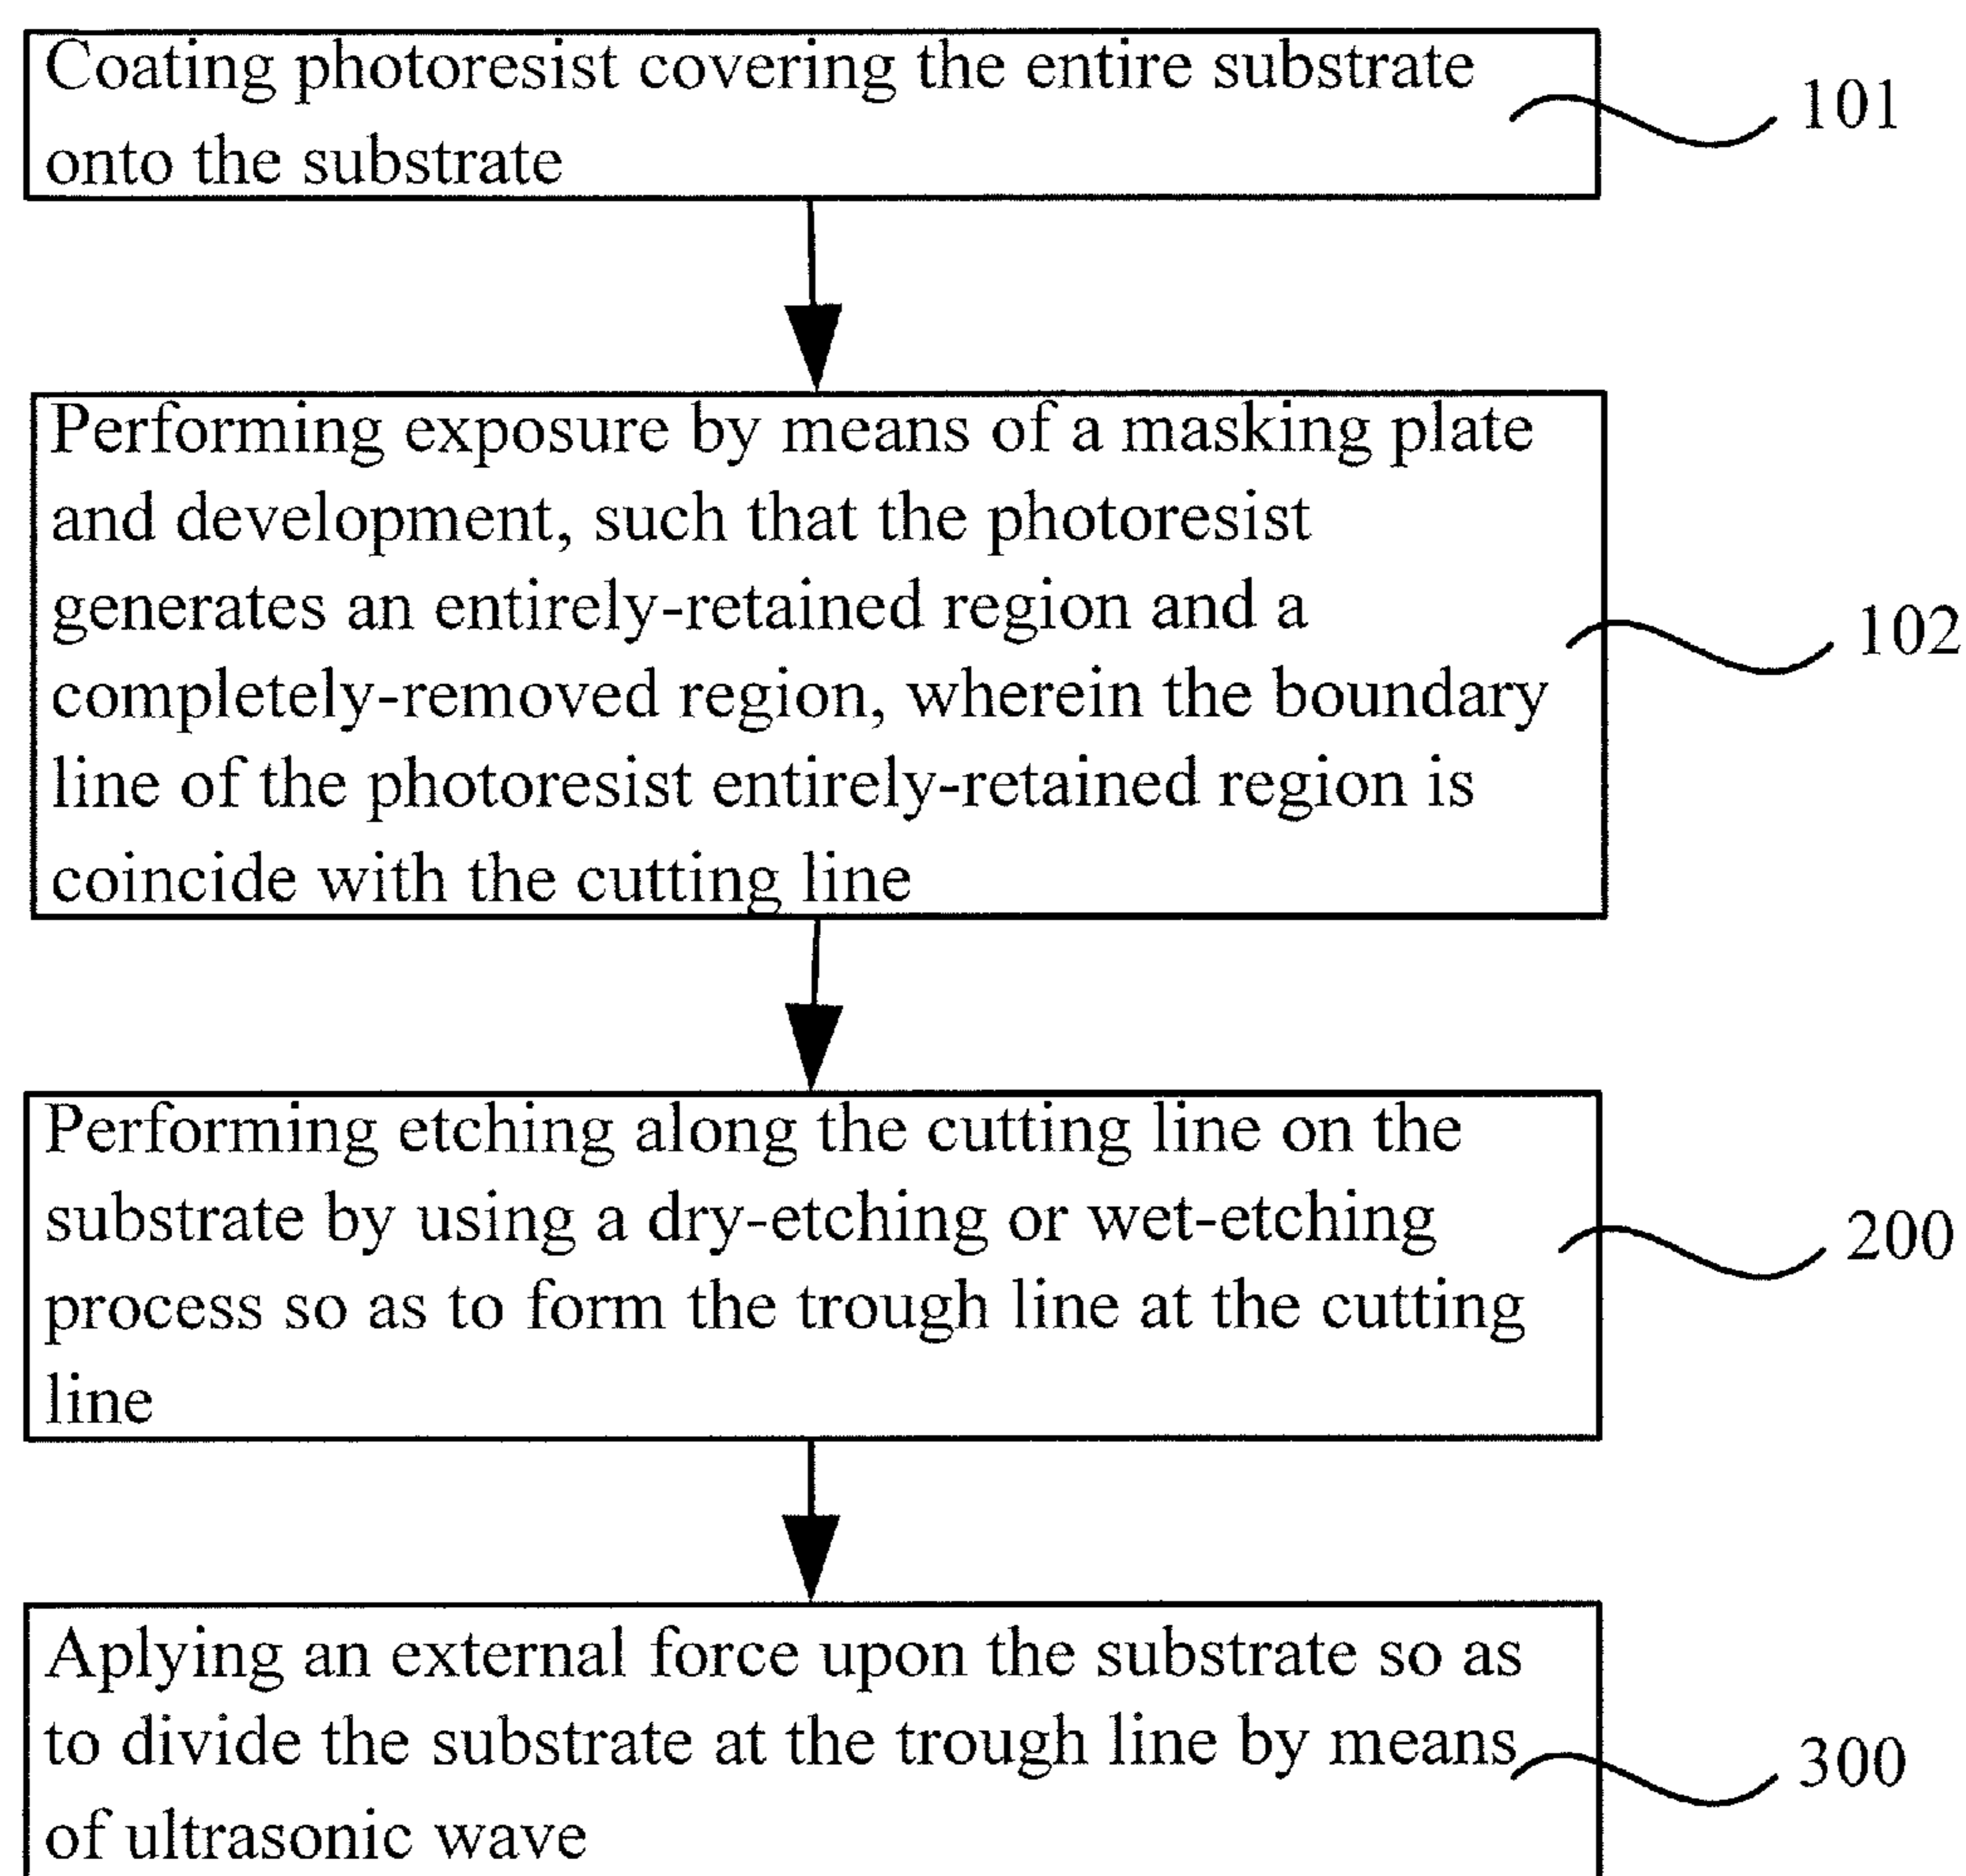 Coating photoresist covering the entire substrate
onto the substrate
101
Performing exposure by means of a masking plate
and development, such that the photoresist
generates an entirely-retained region and a
completely-removed region, wherein the boundary
line of the photoresist entirely-retained region is
coincide with the cutting line
102
Performing etching along the cutting line on the
substrate by using a dry-etching or wet-etching
process so as to form the trough line at the cutting
line
200
Aplying an external force upon the substrate so as
to divide the substrate at the trough line by means
of ultrasonic wave
300